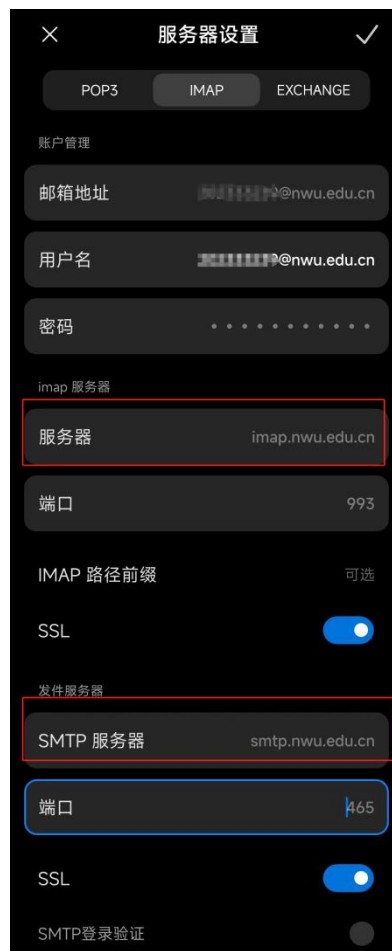 服务器设置
POP3 IMAP EXCHANGE
账户管理
邮箱地址 @nwu.edu.cn
用户名 @nwu.edu.cn
密码
imap 服务器
服务器 imap.nwu.edu.cn
端口 993
IMAP 路径前缀 可选
SSL
发件服务器
SMTP 服务器 smtp.nwu.edu.cn
端口 465
SSL
SMTP登录验证